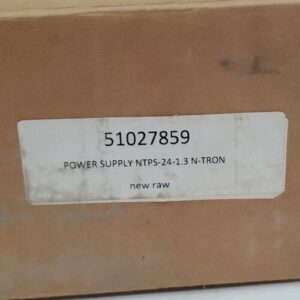 51027859
POWER SUPPLY NTPS-24-1.3 N-TRON
new raw